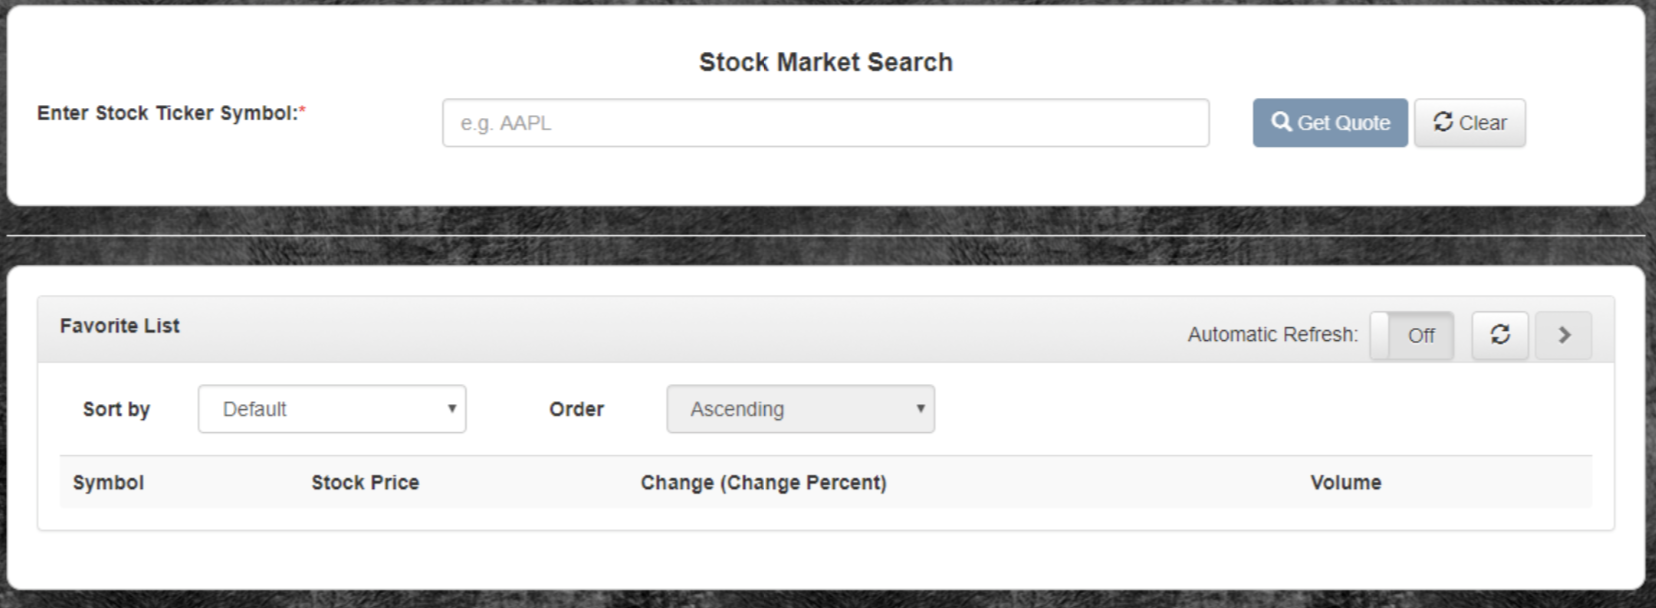 Stock Market Search
Enter Stock Ticker Symbol:*
e.g. AAPL
Get Quote
Clear
Favorite List
Automatic Refresh:
Off
Sort by
Default
Order
Ascending
Symbol
Stock Price
Change (Change Percent)
Volume